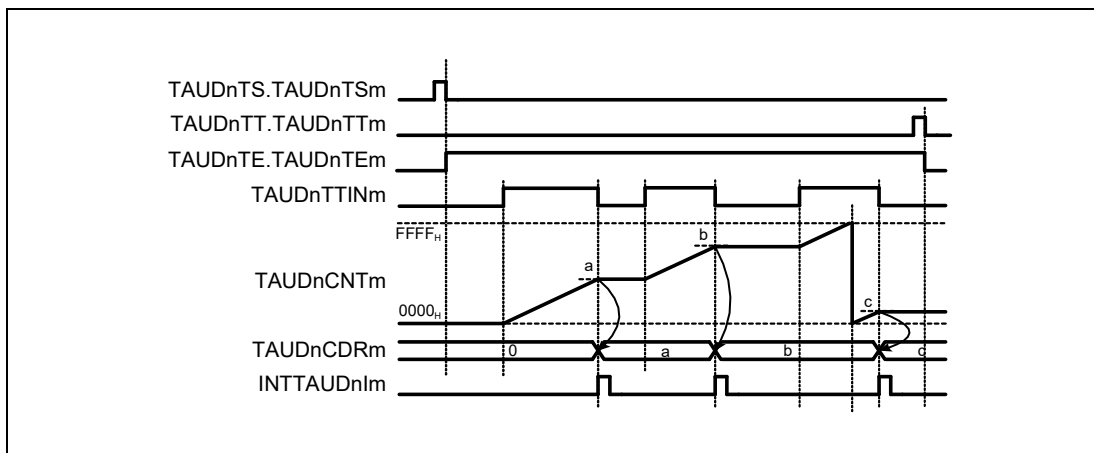 TAUDnTS.TAUDnTSm
TAUDnTT.TAUDnTTm
TAUDnTE.TAUDnTEm
TAUDnTTINm
FFFFH
b
a
TAUDnCNTm
c
0000H
TAUDnCDRm 0 a b c
INTTAUDnIm